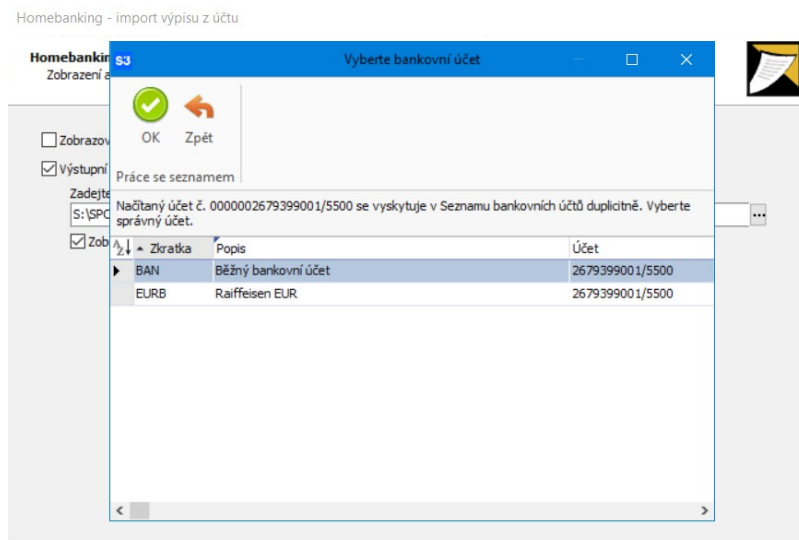 Homebanking - import výpisu z účtu
S3 Vyberte bankovní účet
Homebankin
Zobrazení a
OK Zpět
Práce se seznamem
Zobrazov
Výstupní
Zadejte
S:\SPC
Zob
Načítaný účet č. 0000002679399001/5500 se vyskytuje v Seznamu bankovních účtů duplicitně. Vyberte
správný účet.
Zkratka Popis Účet
BAN Běžný bankovní účet 2679399001/5500
EURB Raiffeisen EUR 2679399001/5500